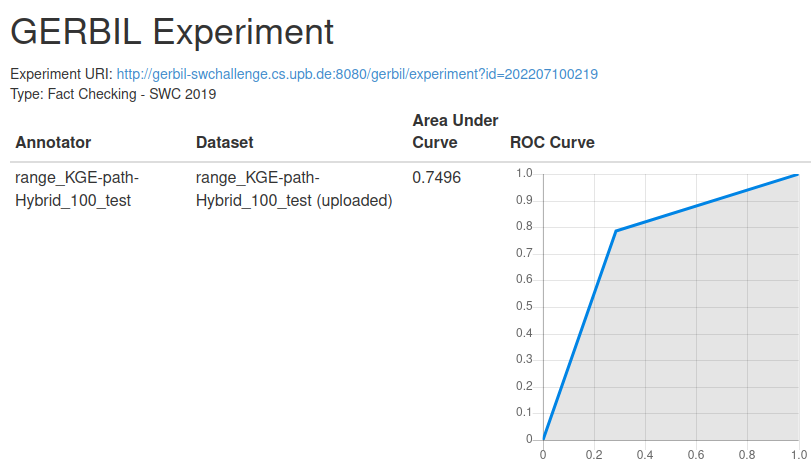 GERBIL Experiment
Experiment URI: http://gerbil-swchallenge.cs.upb.de:8080/gerbil/experiment?id=202207100219
Type: Fact Checking - SWC 2019
Annotator
Dataset
Area Under
Curve
ROC Curve
range_KGE-path-
Hybrid_100_test
range_KGE-path-
Hybrid_100_test (uploaded)
0.7496
1.0
0.9
0.8
0.7
0.6
0.5
0.4
0.3
0.2
0.1
0
0 0.2 0.4 0.6 0.8 1.0